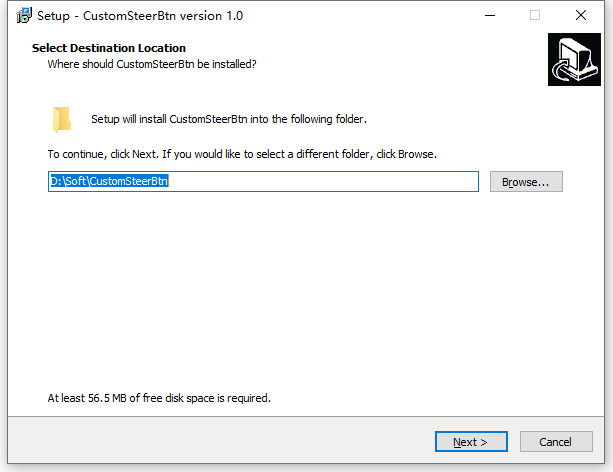 Setup - CustomSteerBtn version 1.0
Select Destination Location
Where should CustomSteerBtn be installed?
Setup will install CustomSteerBtn into the following folder.
To continue, click Next. If you would like to select a different folder, click Browse.
D:\Soft\CustomSteerBtn
Browse...
At least 56.5 MB of free disk space is required.
Next >
Cancel